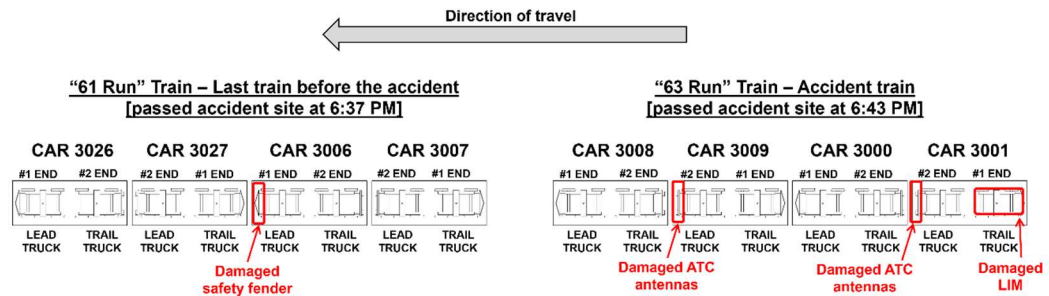 Direction of travel
“61 Run” Train – Last train before the accident
[passed accident site at 6:37 PM]
“63 Run” Train – Accident train
[passed accident site at 6:43 PM]
CAR 3026 CAR 3027 CAR 3006 CAR 3007
#1 END #2 END #2 END #1 END #1 END #2 END #2 END #1 END
LEAD TRUCK TRAIL TRUCK LEAD TRUCK TRAIL TRUCK LEAD TRUCK TRAIL TRUCK LEAD TRUCK TRAIL TRUCK
Damaged
safety fender
CAR 3008 CAR 3009 CAR 3000 CAR 3001
#1 END #2 END #2 END #1 END #1 END #2 END #2 END #1 END
LEAD TRUCK TRAIL TRUCK LEAD TRUCK TRAIL TRUCK LEAD TRUCK TRAIL TRUCK LEAD TRUCK TRAIL TRUCK
Damaged ATC
antennas
Damaged ATC
antennas
Damaged
LIM